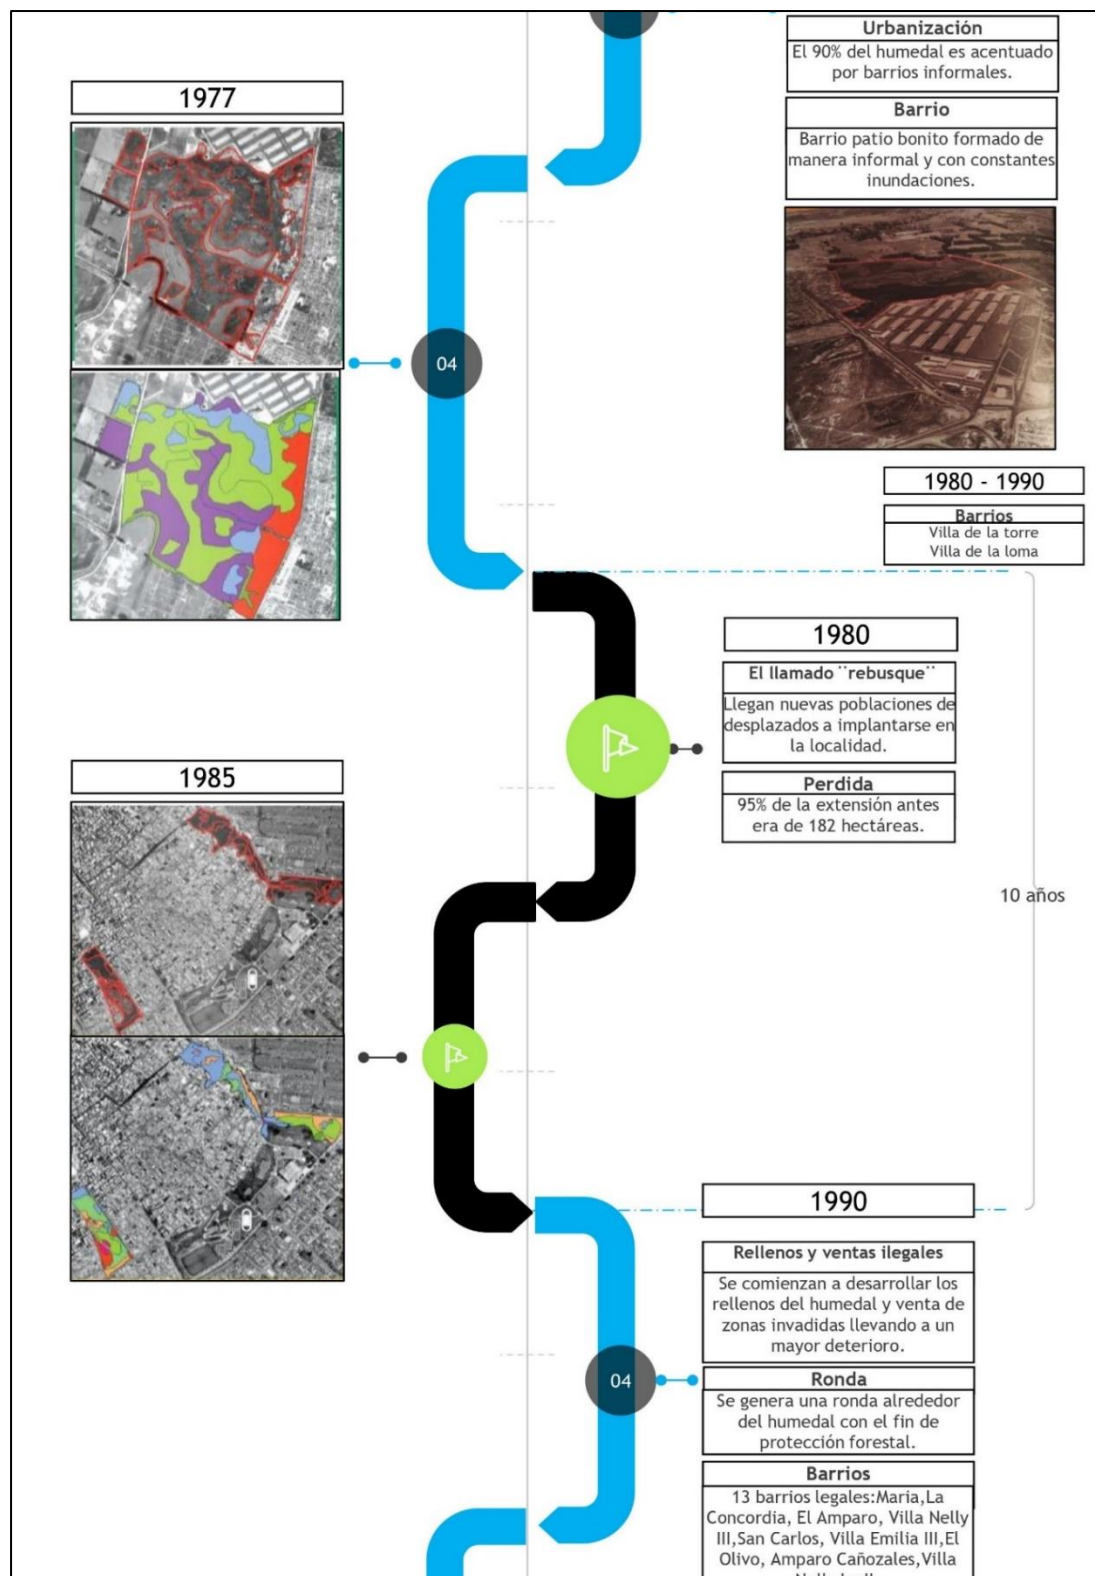 Urbanización
El 90% del humedal es acentuado
por barrios informales.
Barrio
Barrio patio bonito formado de
manera informal y con constantes
inundaciones.
1977
04
1980 - 1990
Barrios
Villa de la torre
Villa de la loma
1980
El llamado ¨rebusque¨
Llegan nuevas poblaciones de
desplazados a implantarse en
la localidad.
Perdida
95% de la extensión antes
era de 182 hectáreas.
1985
10 años
1990
Rellenos y ventas ilegales
Se comienzan a desarrollar los
rellenos del humedal y venta de
zonas invadidas llevando a un
mayor deterioro.
04
Ronda
Se genera una ronda alrededor
del humedal con el fin de
protección forestal.
Barrios
13 barrios legales:Maria,La
Concordia, El Amparo, Villa Nelly
III,San Carlos, Villa Emilia III,El
Olivo, Amparo Cañozales,Villa